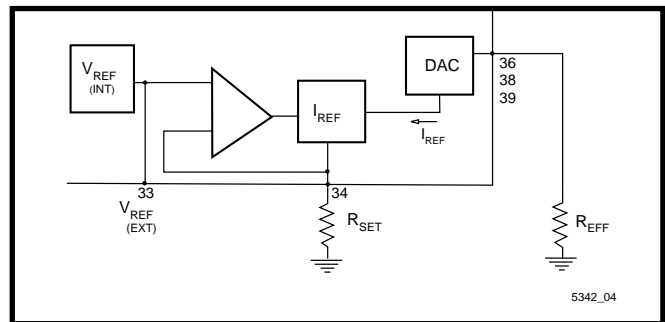 V REF
(INT)
DAC
36
38
39
I REF
I REF
33
34
V REF
(EXT)
R SET
R EFF
5342_04